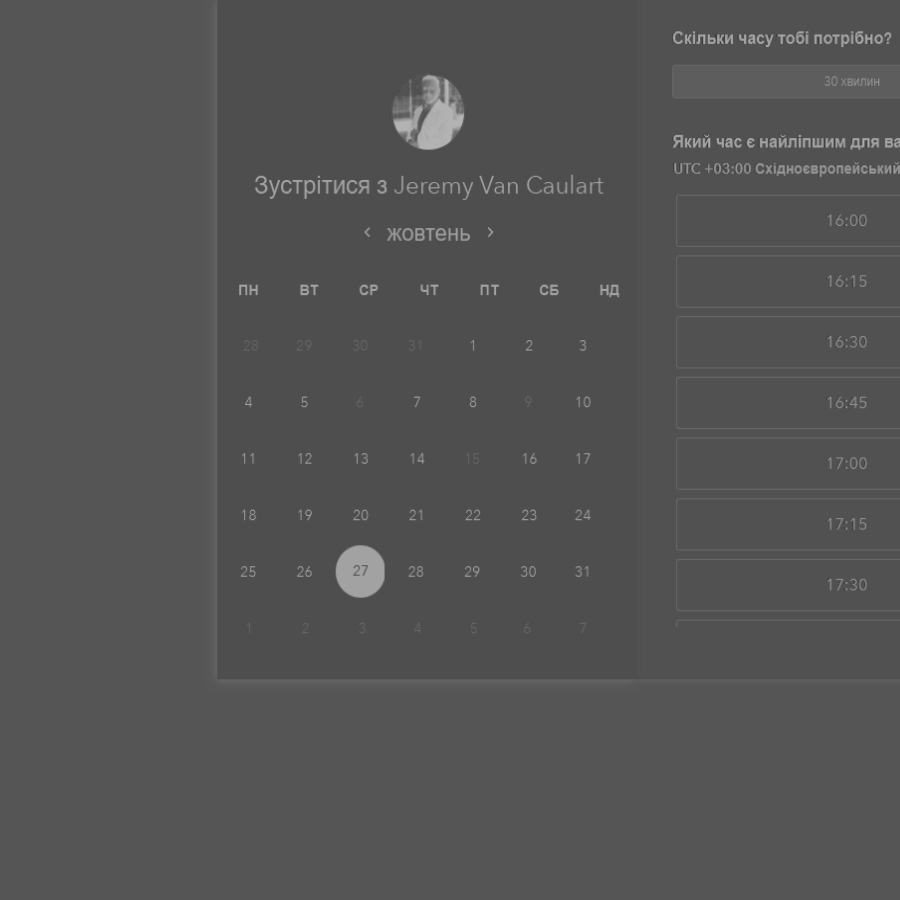 Зустрітися з Jeremy Van Caulart
‹ жовтень ›
ПН ВТ СР ЧТ ПТ СБ НД
28 29 30 31 1 2 3
4 5 6 7 8 9 10
11 12 13 14 15 16 17
18 19 20 21 22 23 24
25 26 27 28 29 30 31
1 2 3 4 5 6 7
Скільки часу тобі потрібно?
30 хвилин
Який час є найліпшим для ва
UTC +03:00 Східноєвропейський
16:00
16:15
16:30
16:45
17:00
17:15
17:30